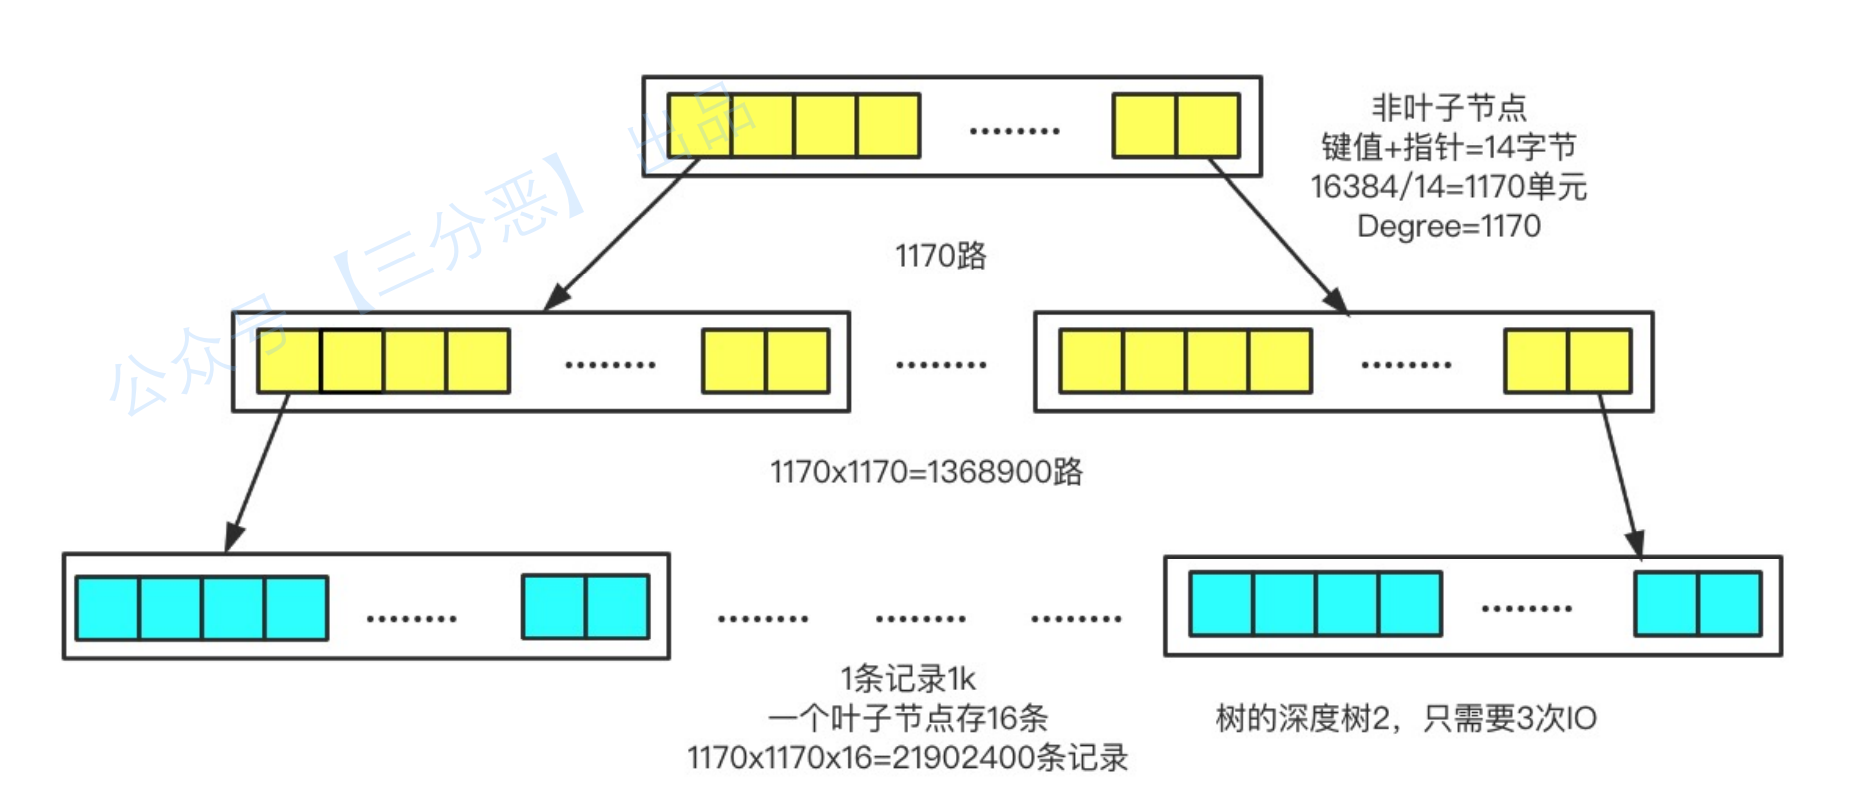 公众号【三分恶】出品
非叶子节点
键值+指针=14字节
16384/14=1170单元
Degree=1170
1170路
1170x1170=1368900路
1条记录1k
一个叶子节点存16条
1170x1170x16=21902400条记录
树的深度树2，只需要3次IO